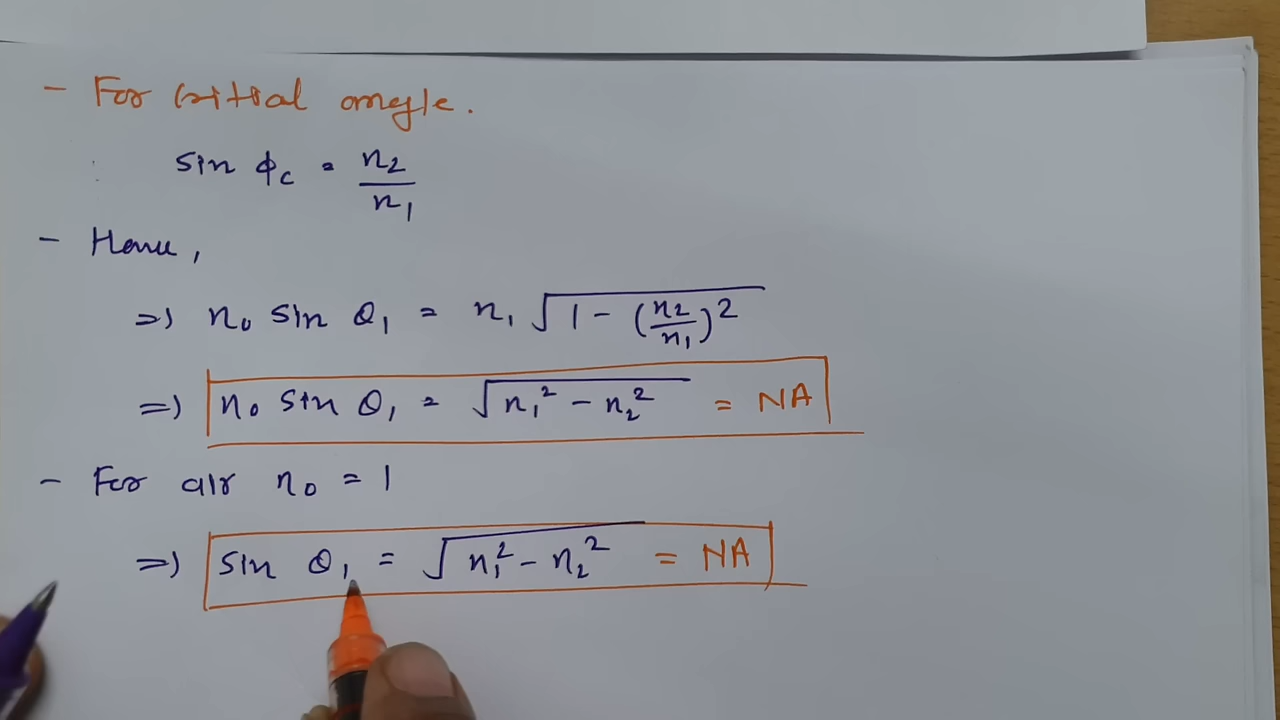 - For critical angle.
sin ϕc = n2/n1
- Hence,
=> n0 sin θ1 = n1 √(1 - (n2/n1)²)
=> n0 sin θ1 = √(n1² - n2²) = NA
- For air n0 = 1
=> sin θ1 = √(n1² - n2²) = NA